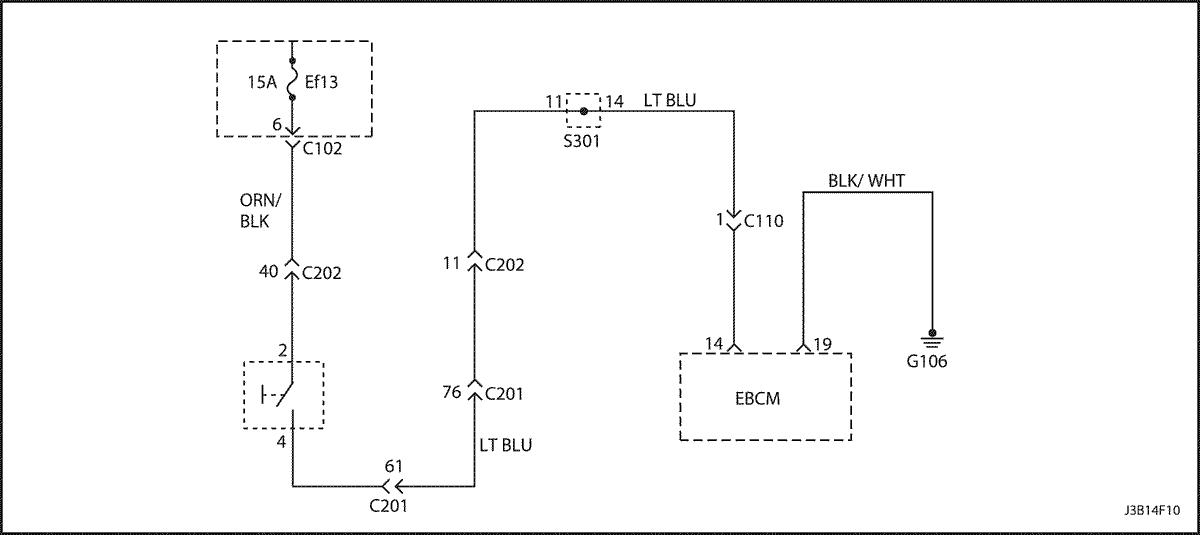 15A Ef13
6
C102
ORN/
BLK
40 C202
2
4
61
C201
LT BLU
76 C201
11 C202
11 14 LT BLU
S301
1 C110
BLK/ WHT
14 19
EBCM
G106
J3B14F10